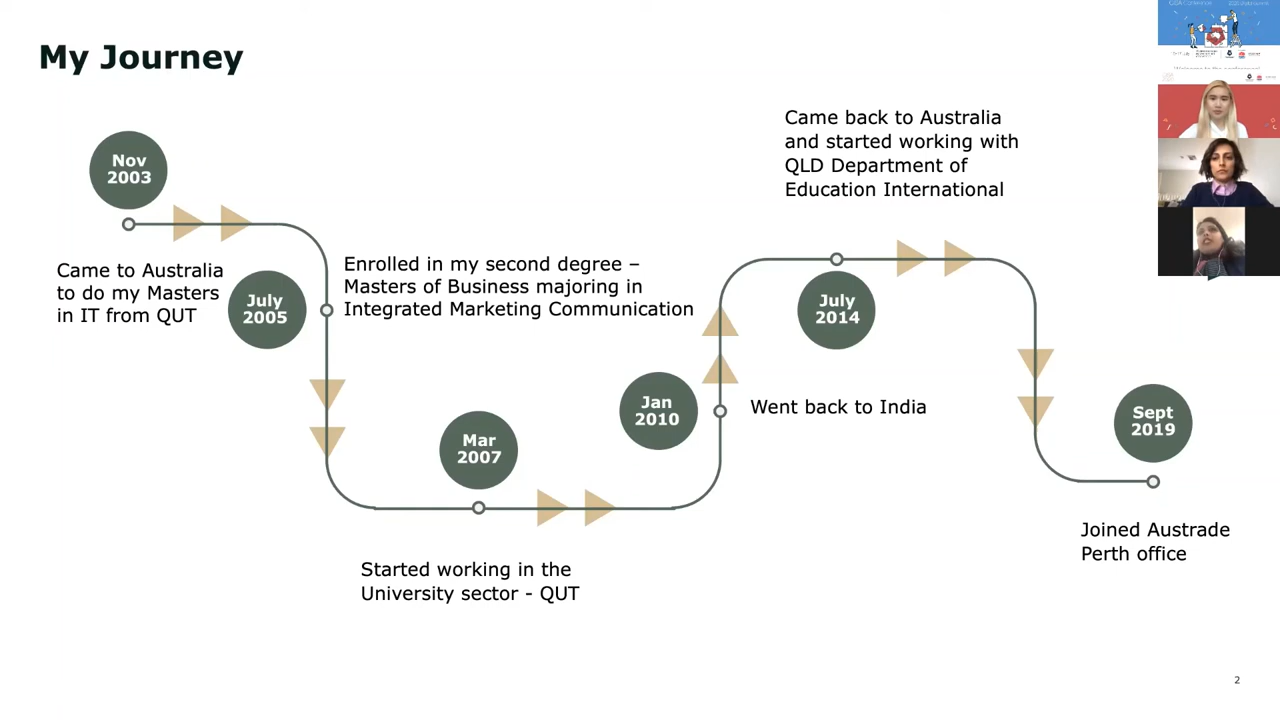 My Journey
Nov
2003
Came to Australia
to do my Masters
in IT from QUT
July
2005
Enrolled in my second degree –
Masters of Business majoring in
Integrated Marketing Communication
Mar
2007
Started working in the
University sector - QUT
Jan
2010
Went back to India
July
2014
Came back to Australia
and started working with
QLD Department of
Education International
Sept
2019
Joined Austrade
Perth office
2